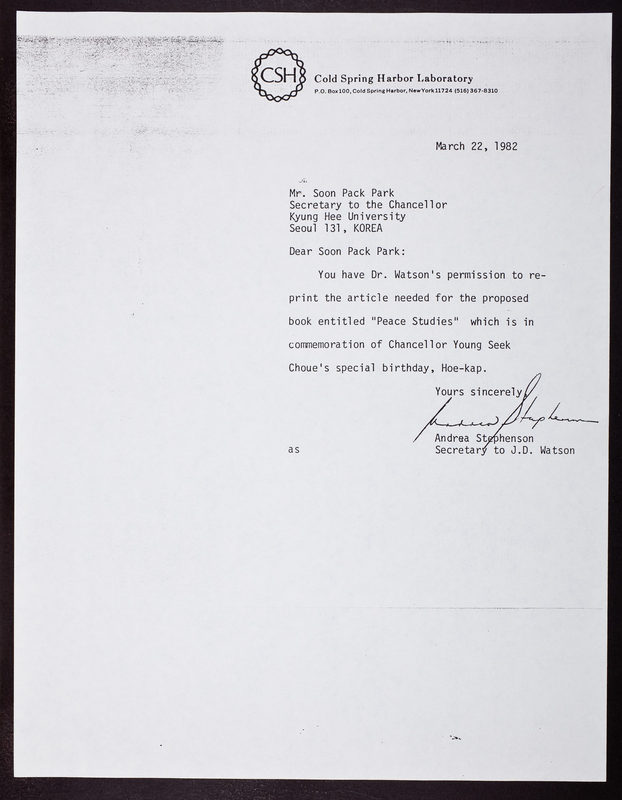 CSH
Cold Spring Harbor Laboratory
P.O. Box 100, Cold Spring Harbor, New York 11724 (516) 367-8310
March 22, 1982
Mr. Soon Pack Park
Secretary to the Chancellor
Kyung Hee University
Seoul 131, KOREA
Dear Soon Pack Park:
You have Dr. Watson's permission to re-
print the article needed for the proposed
book entitled "Peace Studies" which is in
commemoration of Chancellor Young Seek
Choue's special birthday, Hoe-kap.
Yours sincerely,
Andrea Stephenson
Andrea Stephenson
as
Secretary to J.D. Watson